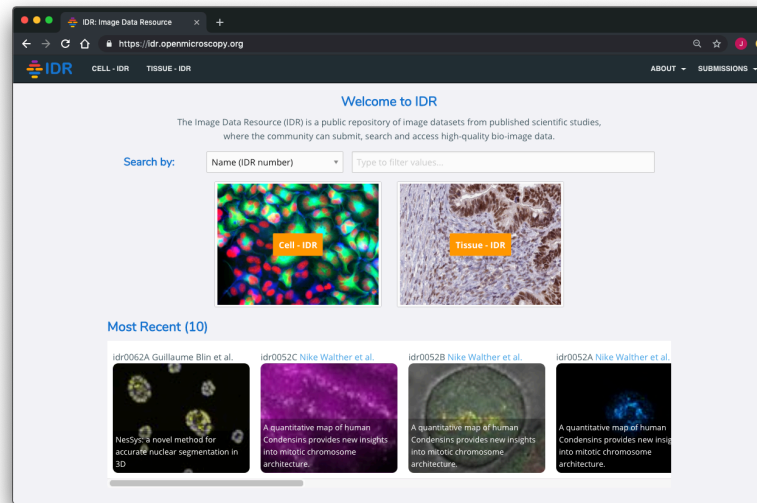 IDR: Image Data Resource
https://idr.openmicroscopy.org
J
IDR CELL - IDR TISSUE - IDR ABOUT SUBMISSIONS
Welcome to IDR
The Image Data Resource (IDR) is a public repository of image datasets from published scientific studies,
where the community can submit, search and access high-quality bio-image data.
Search by: Name (IDR number) Type to filter values...
Cell - IDR Tissue - IDR
Most Recent (10)
idr0062A Guillaume Blin et al.
NesSys: a novel method for
accurate nuclear segmentation in
3D
idr0052C Nike Walther et al.
A quantitative map of human
Condensins provides new insights
into mitotic chromosome
architecture.
idr0052B Nike Walther et al.
A quantitative map of human
Condensins provides new insights
into mitotic chromosome
architecture.
idr0052A Nike Walther et al.
A quantitative map of human
Condensins provides new insig
into mitotic chromosome
architecture.